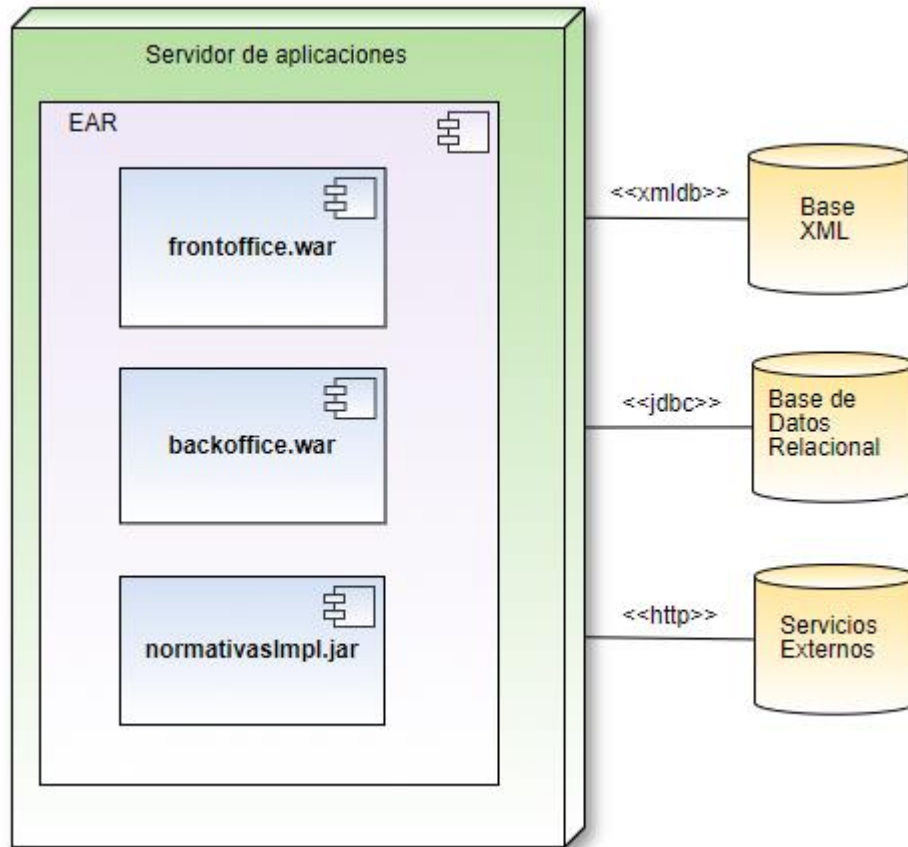 Servidor de aplicaciones
EAR
frontoffice.war
backoffice.war
normativasImpl.jar
<<xmldb>>
Base
XML
<<jdbc>>
Base de
Datos
Relacional
<<http>>
Servicios
Externos